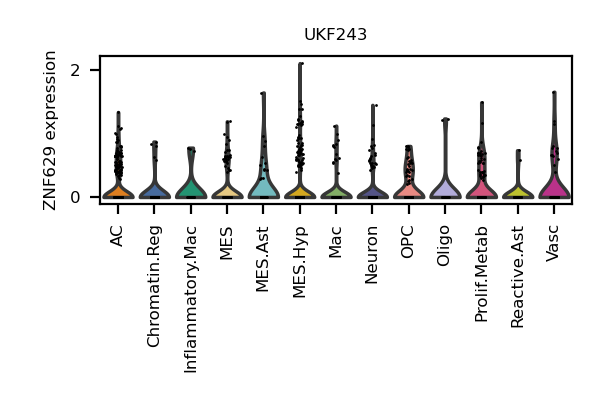 UKF243
ZNF629 expression
2
0
AC
Chromatin.Reg
Inflammatory.Mac
MES
MES.Ast
MES.Hyp
Mac
Neuron
OPC
Oligo
Prolif.Metab
Reactive.Ast
Vasc